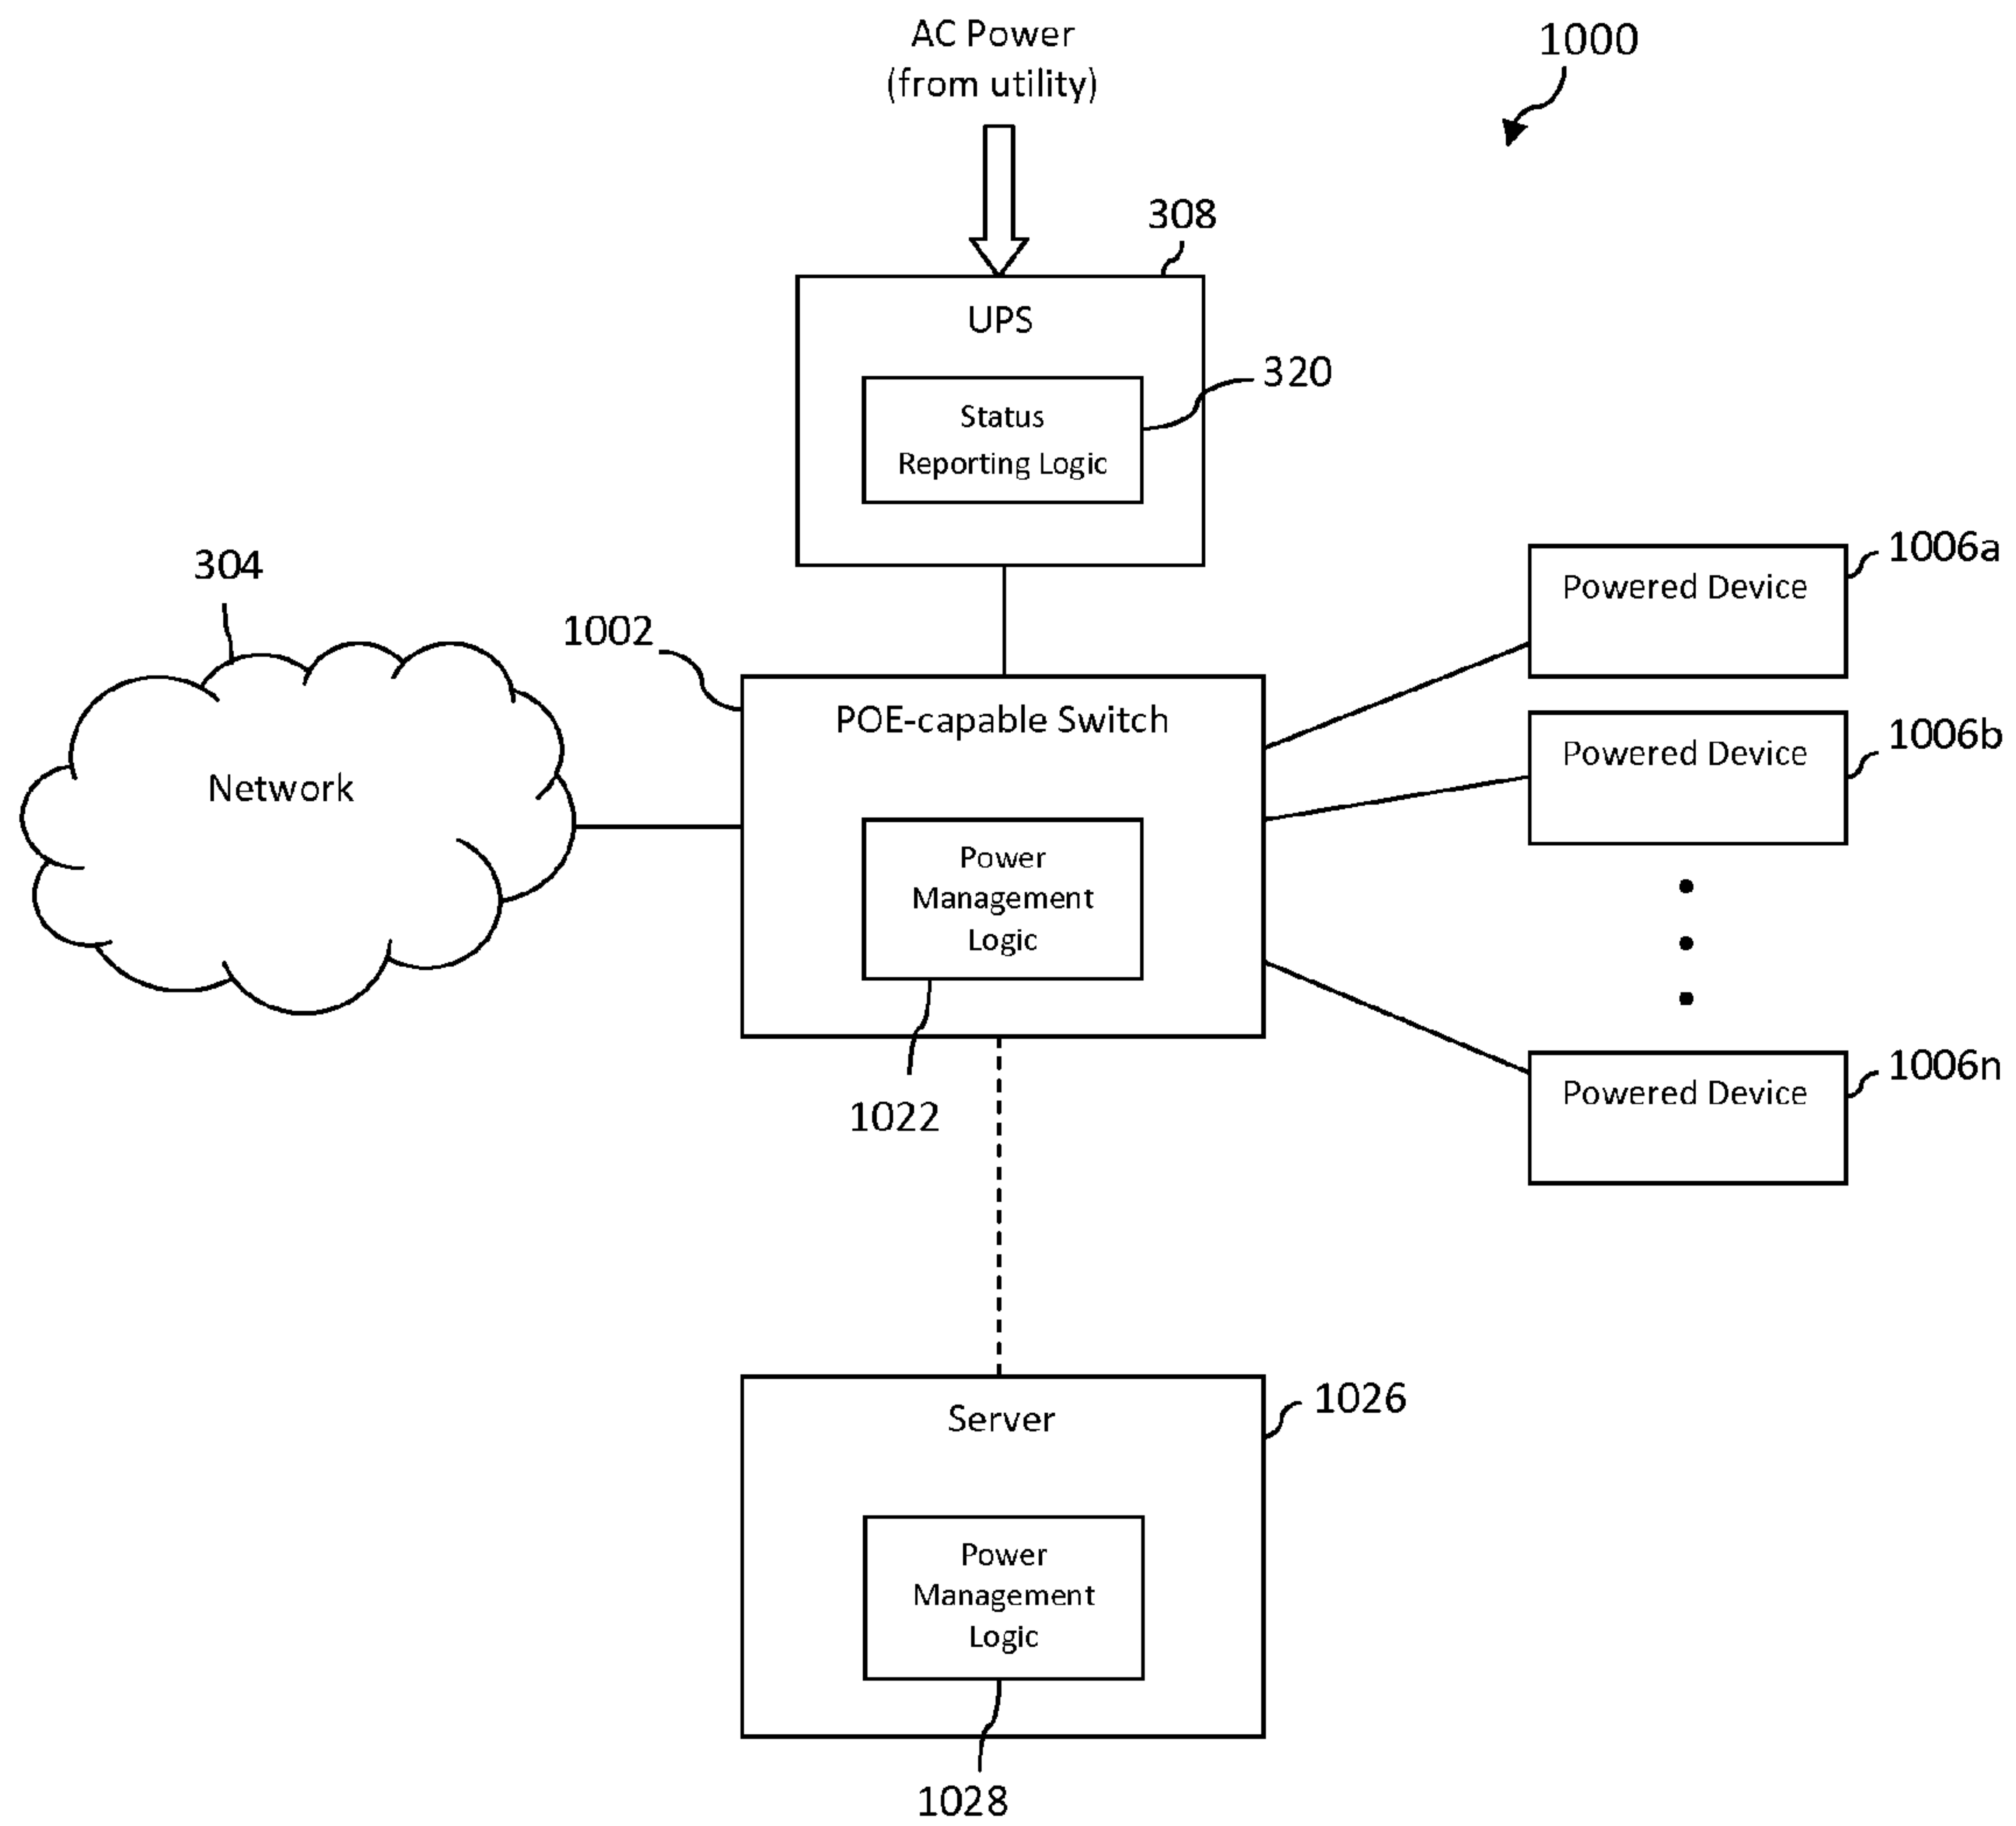 AC Power
(from utility)
1000
308
UPS
320
Status
Reporting Logic
304
1002
1006a
Powered Device
POE-capable Switch
1006b
Powered Device
Network
Power
Management
Logic
1022
1006n
Powered Device
1026
Server
Power
Management
Logic
1028